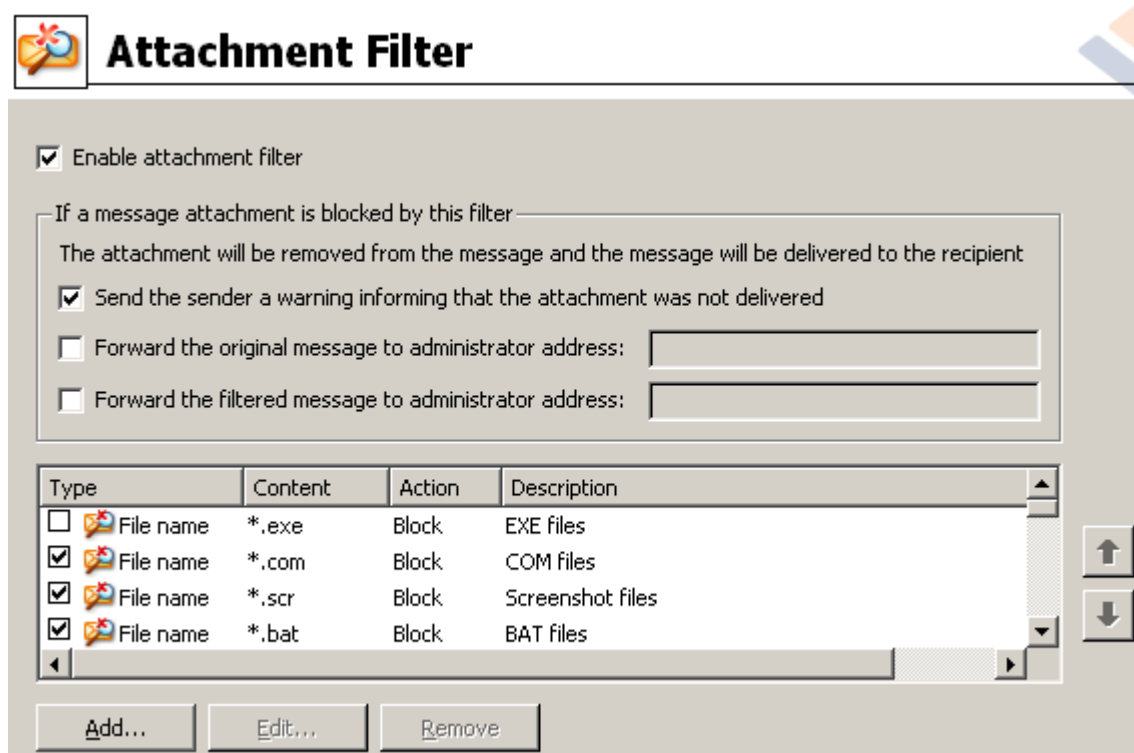 Attachment Filter
Enable attachment filter
If a message attachment is blocked by this filter
The attachment will be removed from the message and the message will be delivered to the recipient
Send the sender a warning informing that the attachment was not delivered
Forward the original message to administrator address:
Forward the filtered message to administrator address:
Type Content Action Description
File name *.exe Block EXE files
File name *.com Block COM files
File name *.scr Block Screenshot files
File name *.bat Block BAT files
Add... Edit... Remove